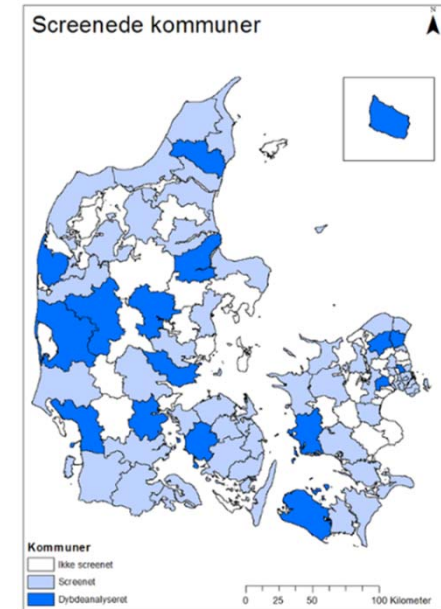 Screenede kommuner
N
Kommuner
Ikke screenet
Screenet
Dybdeanalyseret
0 25 50 100 Kilometer